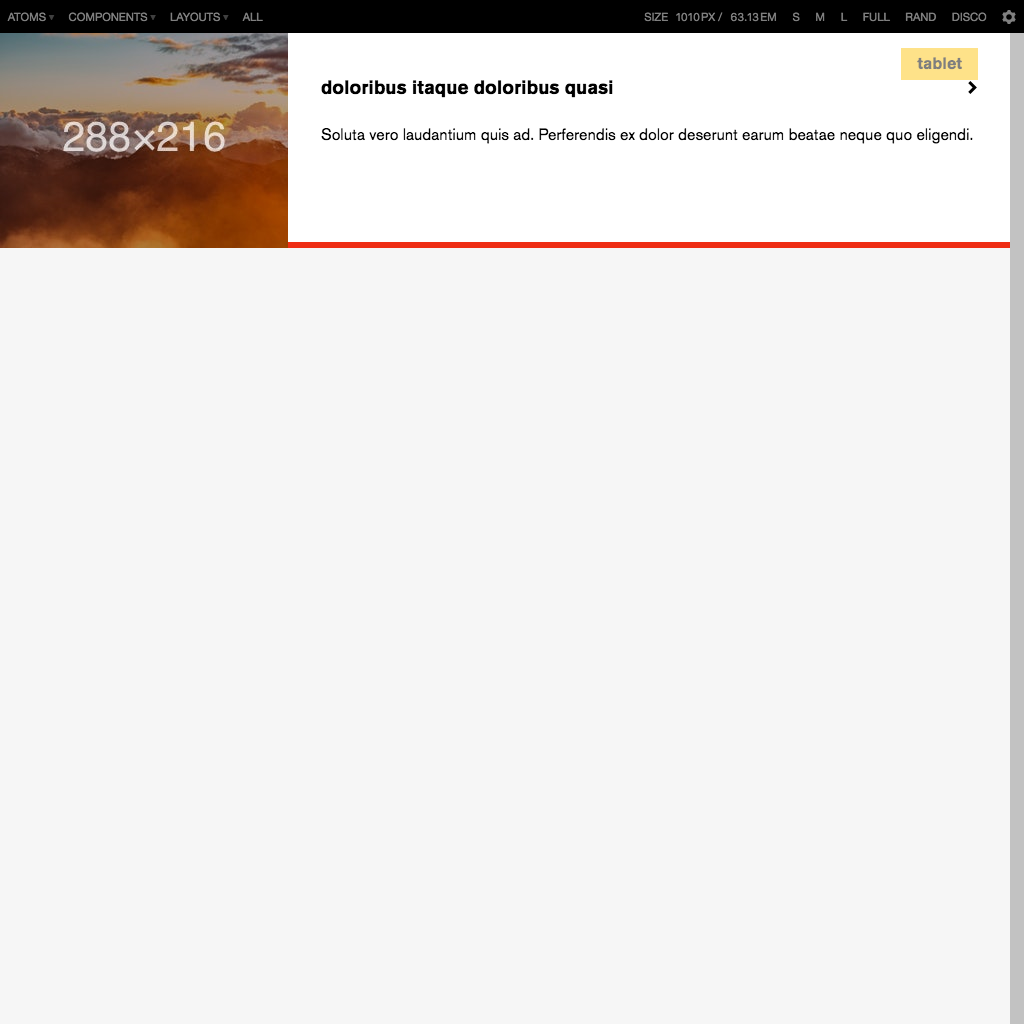 ATOMS▾ COMPONENTS▾ LAYOUTS▾ ALL SIZE 1010PX / 63.13EM S M L FULL RAND DISCO
288×216
tablet
doloribus itaque doloribus quasi
Soluta vero laudantium quis ad. Perferendis ex dolor deserunt earum beatae neque quo eligendi.